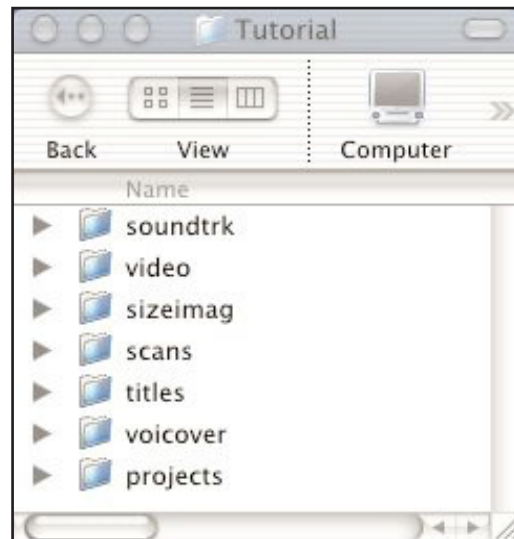 Tutorial
Back View Computer
Name
soundtrk
video
sizeimag
scans
titles
voicover
projects